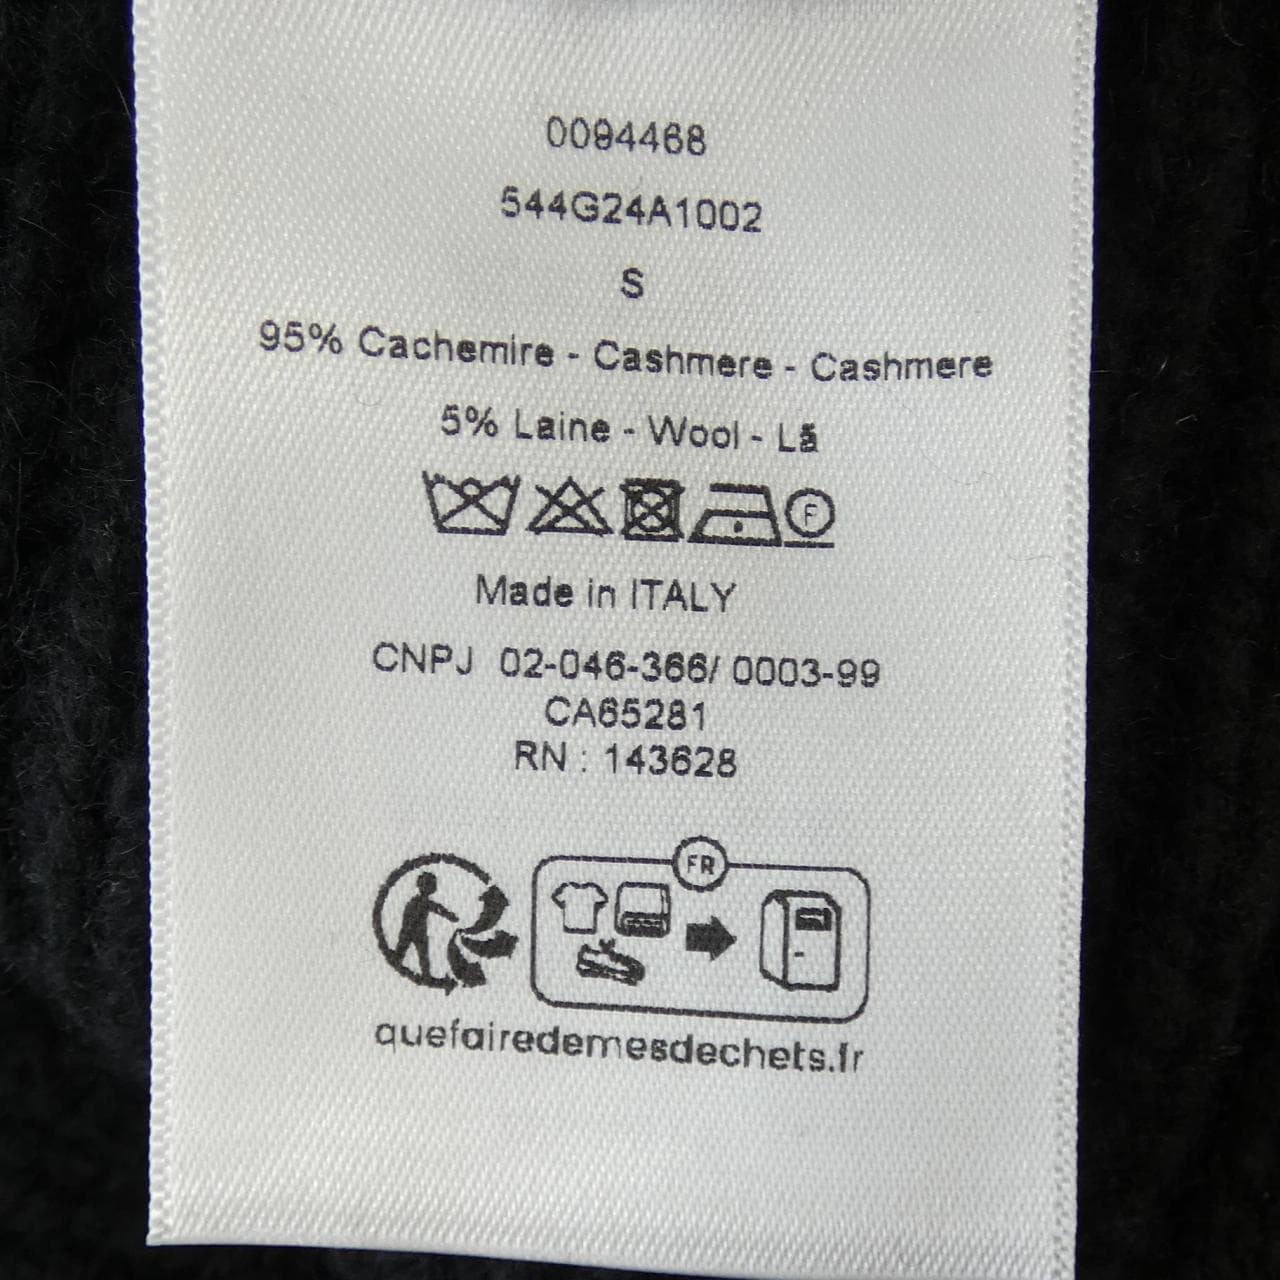 0094468
544G24A1002
S
95% Cachemire - Cashmere - Cashmere
5% Laine - Wool - Lã
F
Made in ITALY
CNPJ 02-046-366/ 0003-99
CA65281
RN : 143628
FR
quefairedemesdechets.fr